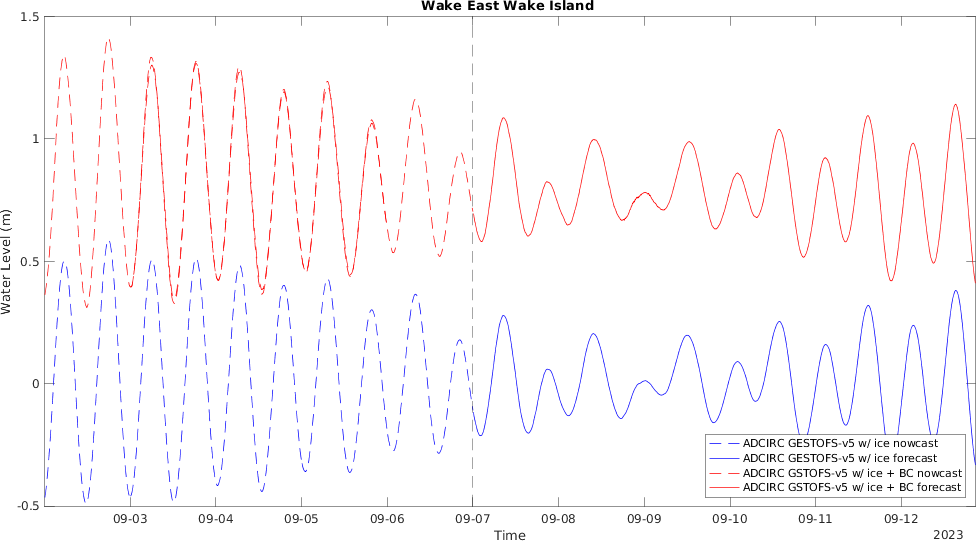 Wake East Wake Island
1.5
1
0.5
0
-0.5
Water Level (m)
09-03 09-04 09-05 09-06 09-07 09-08 09-09 09-10 09-11 09-12
Time
2023
ADCIRC GESTOFS-v5 w/ ice nowcast
ADCIRC GESTOFS-v5 w/ ice forecast
ADCIRC GSTOFS-v5 w/ ice + BC nowcast
ADCIRC GSTOFS-v5 w/ ice + BC forecast